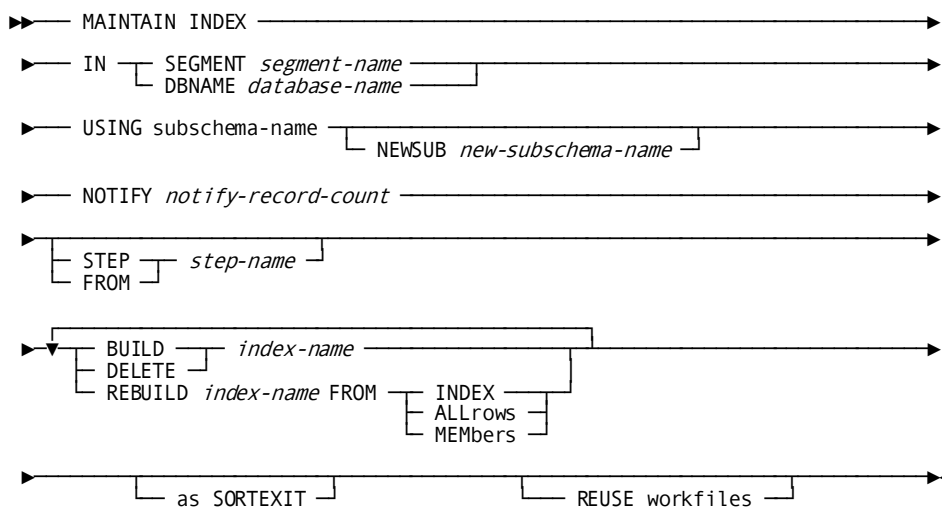 MAINTAIN INDEX
IN SEGMENT segment-name
DBNAME database-name
USING subschema-name
NEWSUB new-subschema-name
NOTIFY notify-record-count
STEP step-name
FROM
BUILD index-name
DELETE
REBUILD index-name FROM INDEX
ALLrows
MEMbers
as SORTEXIT REUSE workfiles